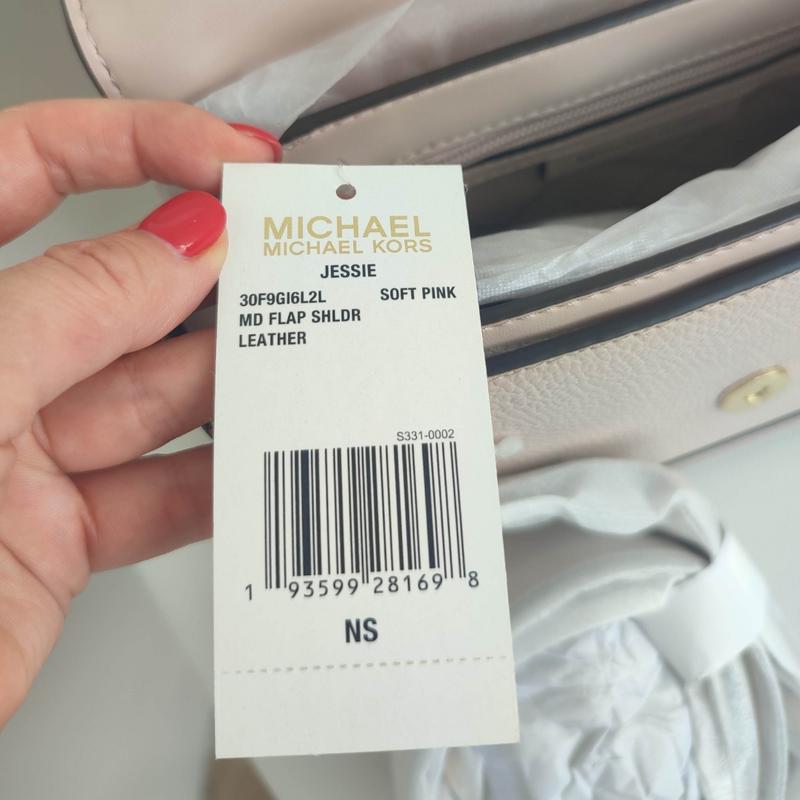 MICHAEL
MICHAEL KORS
JESSIE
30F9GI6L2L SOFT PINK
MD FLAP SHLDR
LEATHER
S331-0002
1 93599 28169 8
NS